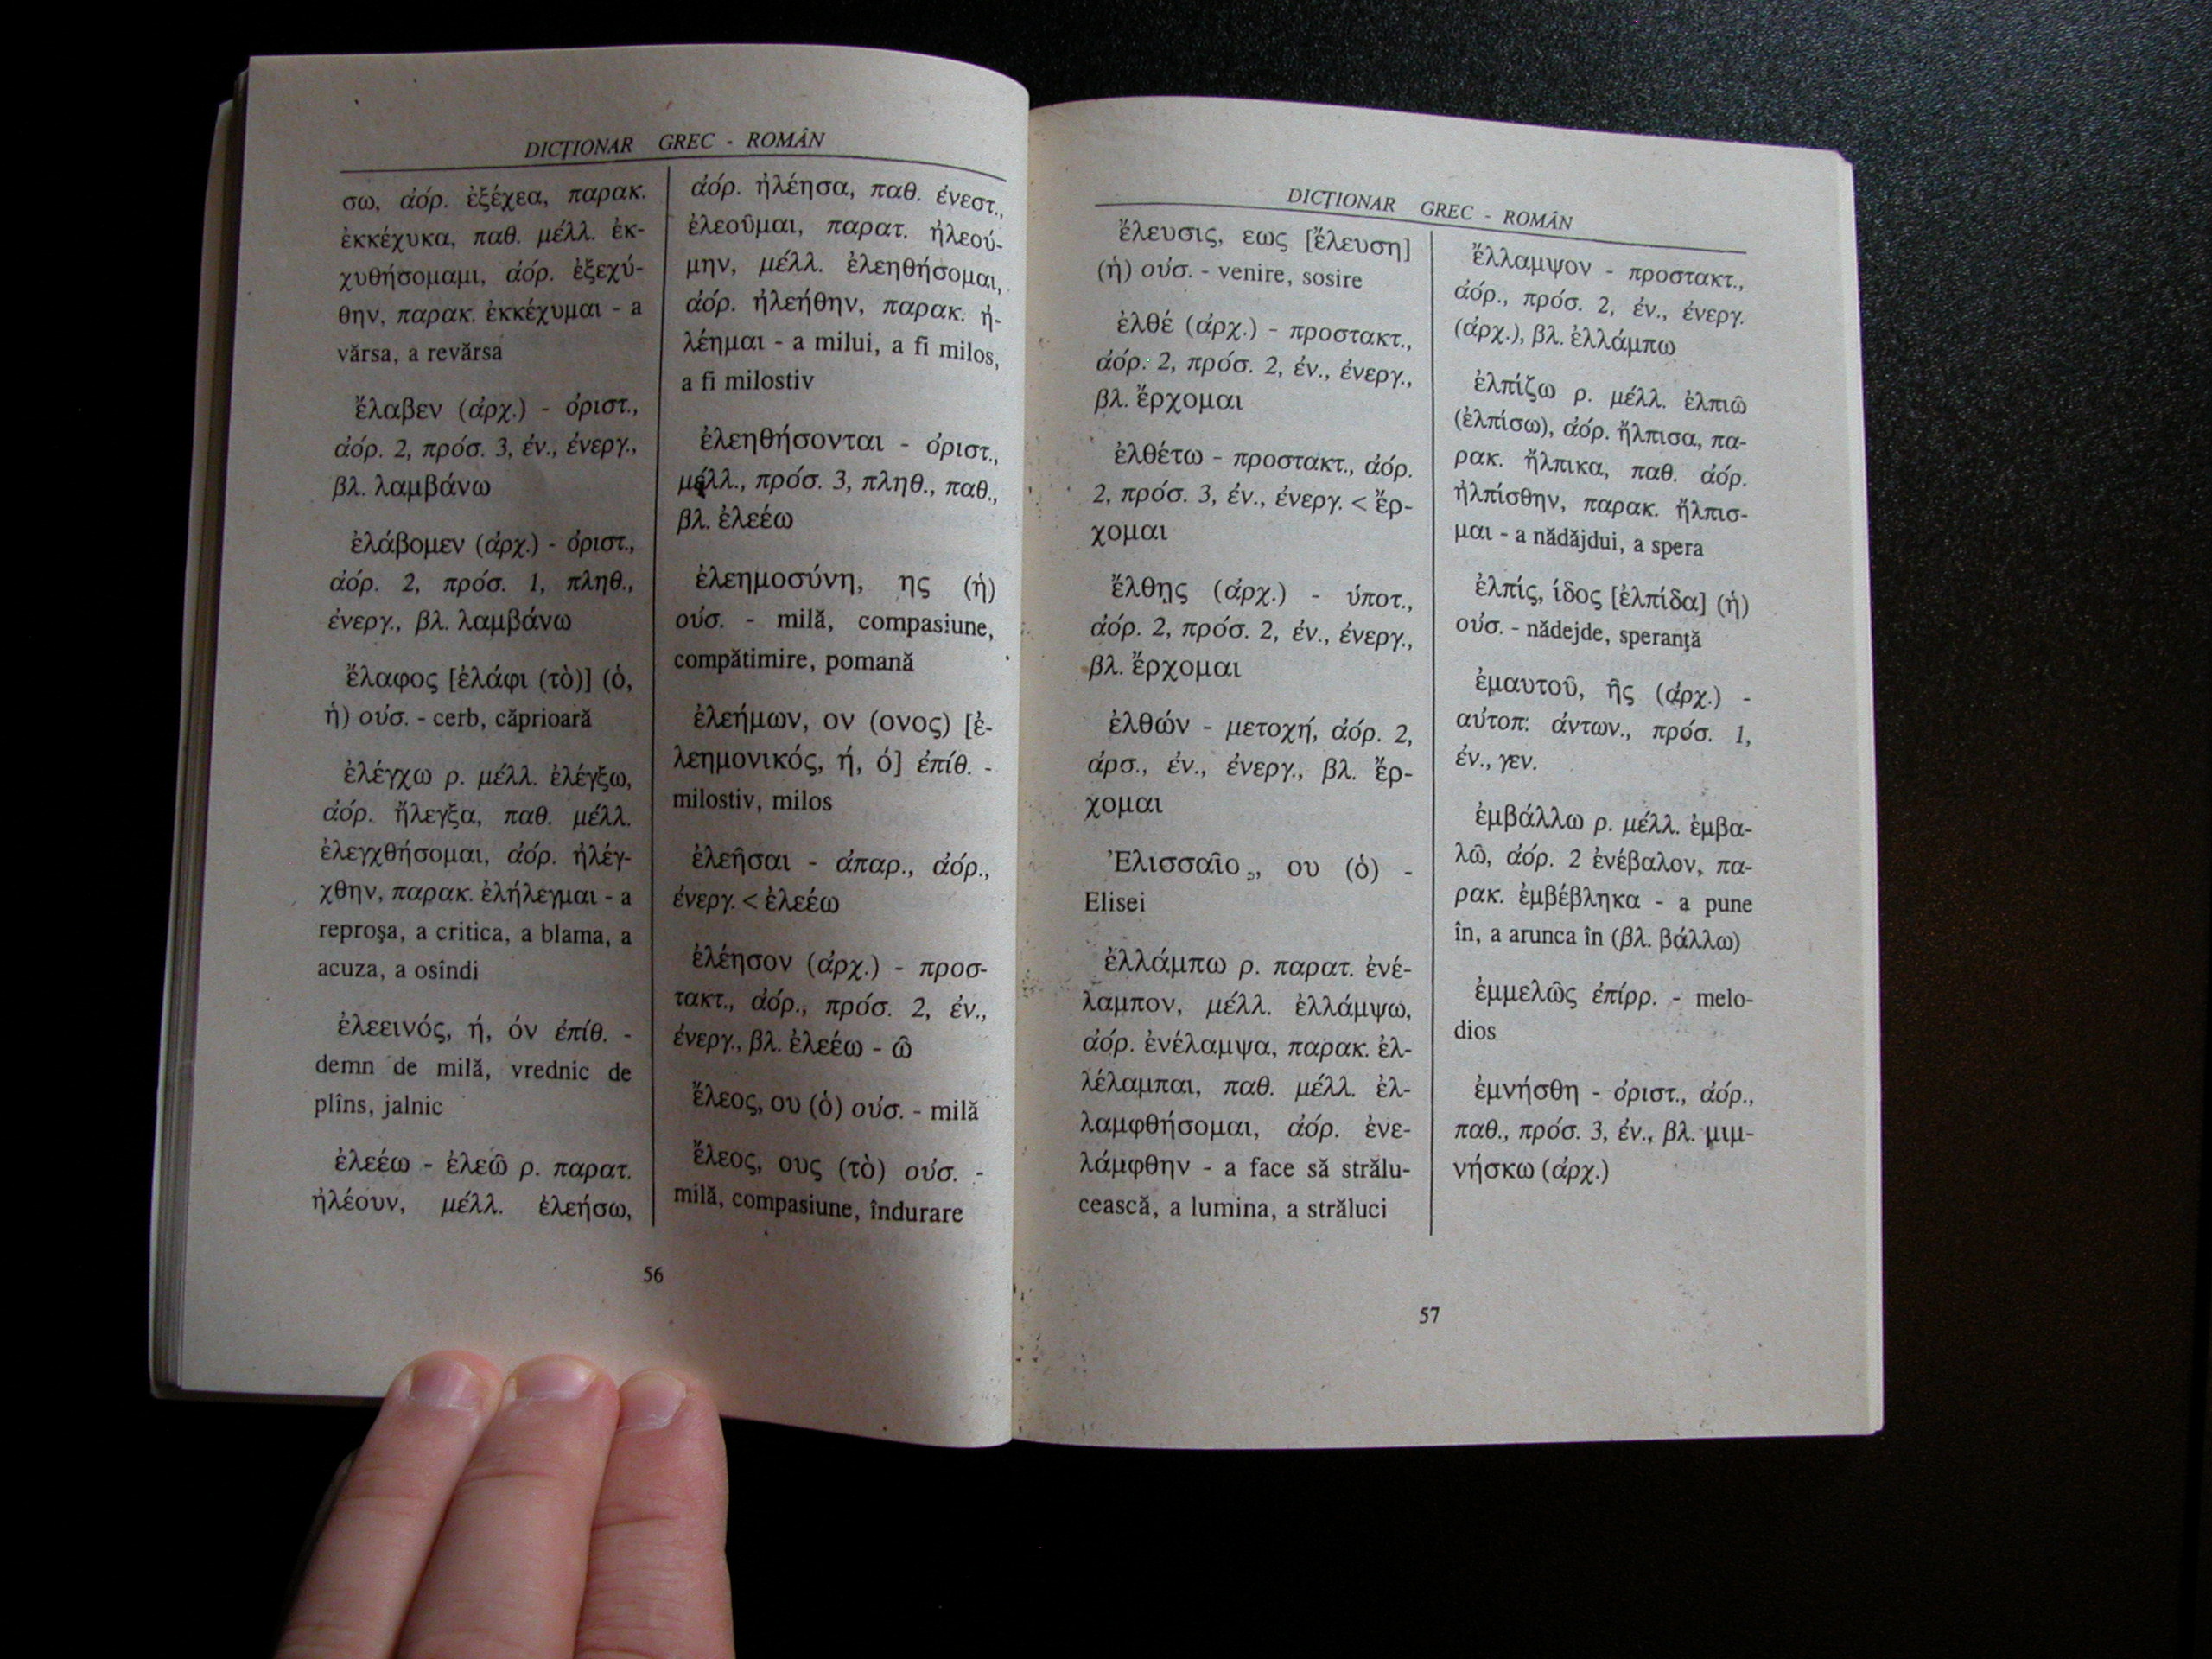 DICŢIONAR GREC - ROMÂN
σω, ἀόρ. ἐξέχεα, παρακ.
ἐκκέχυκα, παθ. μέλλ. ἐκ-
χυθήσομαμι, ἀόρ. ἐξεχύ-
θην, παρακ. ἐκκέχυμαι - a
vărsa, a revărsa
ἔλαβεν (ἀρχ.) - ὁριστ.,
ἀόρ. 2, πρόσ. 3, ἑν., ἐνεργ.,
βλ. λαμβάνω
ἐλάβομεν (ἀρχ.) - ὁριστ.,
ἀόρ. 2, πρόσ. 1, πληθ.,
ἐνεργ., βλ. λαμβάνω
ἔλαφος [ἐλάφι (τὸ)] (ὁ,
ἡ) οὐσ. - cerb, căprioară
ἐλέγχω ρ. μέλλ. ἐλέγξω,
ἀόρ. ἤλεγξα, παθ. μέλλ.
ἐλεγχθήσομαι, ἀόρ. ἠλέγ-
χθην, παρακ. ἐλήλεγμαι - a
reproşa, a critica, a blama, a
acuza, a osîndi
ἐλεεινός, ή, όν ἐπίθ. -
demn de milă, vrednic de
plîns, jalnic
ἐλεέω - ἐλεῶ ρ. παρατ.
ἠλέουν, μέλλ. ἐλεήσω,
ἀόρ. ἠλέησα, παθ. ἐνεστ.,
ἐλεοῦμαι, παρατ. ἠλεού-
μην, μέλλ. ἐλεηθήσομαι,
ἀόρ. ἠλεήθην, παρακ. ἠ-
λέημαι - a milui, a fi milos,
a fi milostiv
ἐλεηθήσονται - ὁριστ.,
μέλλ., πρόσ. 3, πληθ., παθ.,
βλ. ἐλεέω
ἐλεημοσύνη, ης (ἡ)
οὐσ. - milă, compasiune,
compătimire, pomană
ἐλεήμων, ον (ονος) [ἐ-
λεημονικός, ή, ό] ἐπίθ. -
milostiv, milos
ἐλεῆσαι - ἀπαρ., ἀόρ.,
ἐνεργ. < ἐλεέω
ἐλέησον (ἀρχ.) - προσ-
τακτ., ἀόρ., πρόσ. 2, ἑν.,
ἐνεργ., βλ. ἐλεέω - ῶ
ἔλεος, ου (ὁ) οὐσ. - milă
ἔλεος, ους (τὸ) οὐσ. -
milă, compasiune, îndurare
56
DICŢIONAR GREC - ROMÂN
ἔλευσις, εως [ἔλευση]
(ἡ) οὐσ. - venire, sosire
ἐλθέ (ἀρχ.) - προστακτ.,
ἀόρ. 2, πρόσ. 2, ἑν., ἐνεργ.,
βλ. ἔρχομαι
ἐλθέτω - προστακτ., ἀόρ.
2, πρόσ. 3, ἑν., ἐνεργ. < ἔρ-
χομαι
ἔλθῃς (ἀρχ.) - ὑποτ.,
ἀόρ. 2, πρόσ. 2, ἑν., ἐνεργ.,
βλ. ἔρχομαι
ἐλθών - μετοχή, ἀόρ. 2,
ἀρσ., ἑν., ἐνεργ., βλ. ἔρ-
χομαι
Ἐλισσαῖος, ου (ὁ) -
Elisei
ἐλλάμπω ρ. παρατ. ἐνέ-
λαμπον, μέλλ. ἐλλάμψω,
ἀόρ. ἐνέλαμψα, παρακ. ἐλ-
λέλαμπαι, παθ. μέλλ. ἐλ-
λαμφθήσομαι, ἀόρ. ἐνε-
λάμφθην - a face să strălu-
cească, a lumina, a străluci
ἔλλαμψον - προστακτ.,
ἀόρ., πρόσ. 2, ἑν., ἐνεργ.
(ἀρχ.), βλ. ἐλλάμπω
ἐλπίζω ρ. μέλλ. ἐλπιῶ
(ἐλπίσω), ἀόρ. ἤλπισα, πα-
ρακ. ἤλπικα, παθ. ἀόρ.
ἠλπίσθην, παρακ. ἤλπισ-
μαι - a nădăjdui, a spera
ἐλπίς, ίδος [ἐλπίδα] (ἡ)
οὐσ. - nădejde, speranţă
ἐμαυτοῦ, ῆς (ἀρχ.) -
αὐτοπ. ἀντων., πρόσ. 1,
ἑν., γεν.
ἐμβάλλω ρ. μέλλ. ἐμβα-
λῶ, ἀόρ. 2 ἐνέβαλον, πα-
ρακ. ἐμβέβληκα - a pune
în, a arunca în (βλ. βάλλω)
ἐμμελῶς ἐπίρρ. - melo-
dios
ἐμνήσθη - ὁριστ., ἀόρ.,
παθ., πρόσ. 3, ἑν., βλ. μιμ-
νήσκω (ἀρχ.)
57